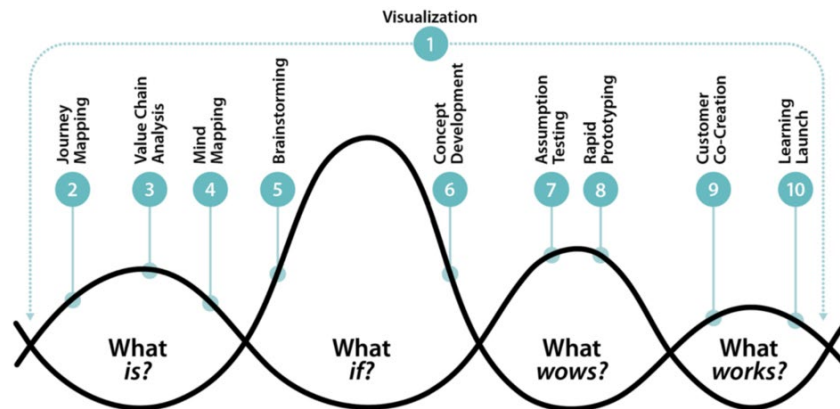 Visualization
1
Journey
Mapping
2
Value Chain
Analysis
3
Mind
Mapping
4
Brainstorming
5
Concept
Development
6
Assumption
Testing
7
Rapid
Prototyping
8
Customer
Co-Creation
9
Learning
Launch
10
What
is?
What
if?
What
wows?
What
works?